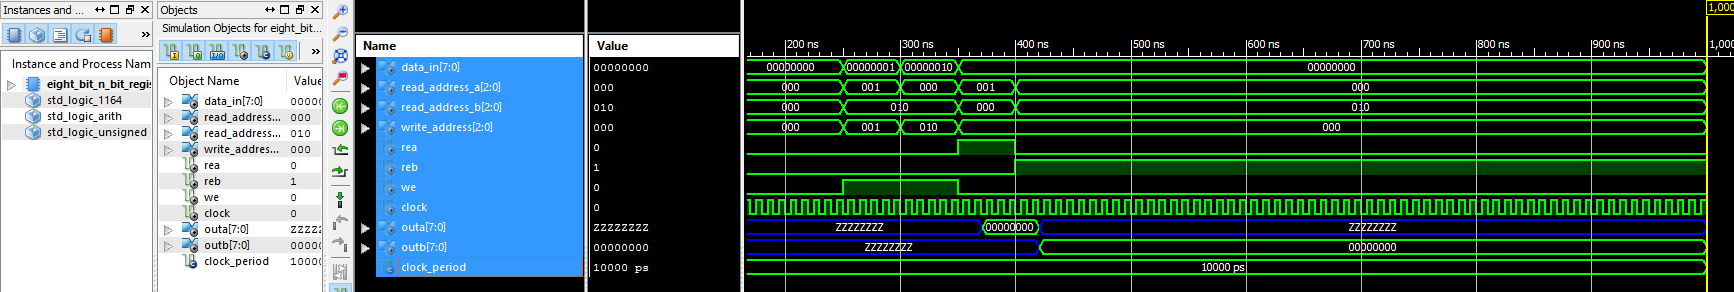 Instances and ...
»
Instance and Process Nam
eight_bit_n_bit_regis
std_logic_1164
std_logic_arith
std_logic_unsigned
Objects
Simulation Objects for eight_bit...
»
Object Name Value
data_in[7:0] 00000
read_address... 000
read_address... 010
write_addres... 000
rea 0
reb 1
we 0
clock 0
outa[7:0] ZZZZZ
outb[7:0] 00000
clock_period 10000
Name Value
data_in[7:0] 00000000
read_address_a[2:0] 000
read_address_b[2:0] 010
write_address[2:0] 000
rea 0
reb 1
we 0
clock 0
outa[7:0] ZZZZZZZZ
outb[7:0] 00000000
clock_period 10000 ps
1,000
200 ns 300 ns 400 ns 500 ns 600 ns 700 ns 800 ns 900 ns 1,000
00000000 00000001 00000010 00000000
000 001 000 001 000
000 010 000 010
000 001 010 000
ZZZZZZZZ 00000000 ZZZZZZZZ
ZZZZZZZZ 00000000
10000 ps